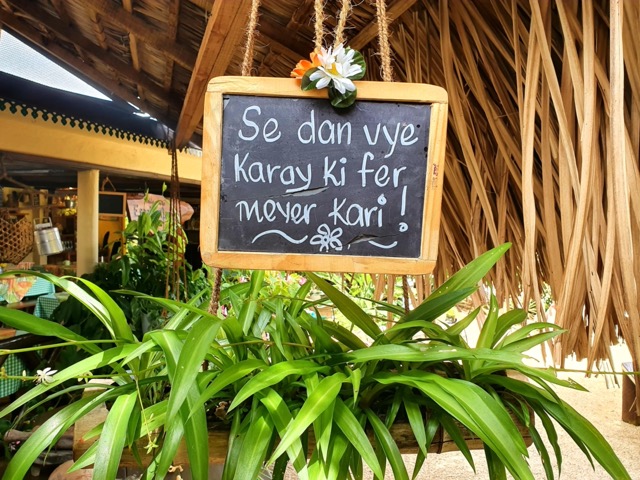 Se dan vye
Karay ki fer
meyer Kari !